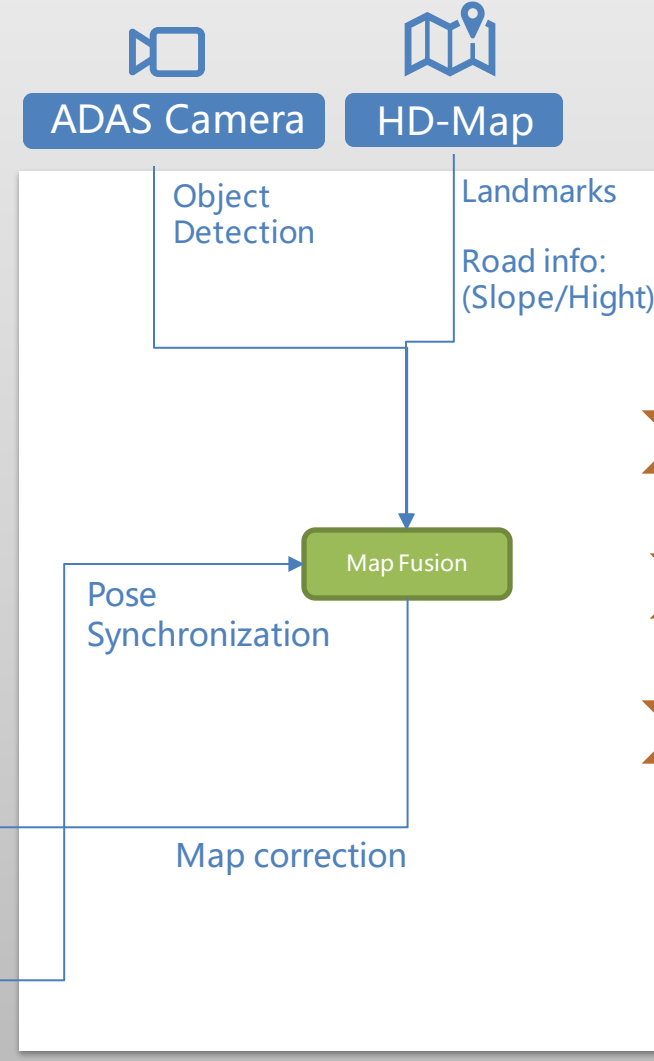 ADAS Camera
HD-Map
Object
Detection
Landmarks
Road info:
(Slope/Hight)
Map Fusion
Pose
Synchronization
Map correction